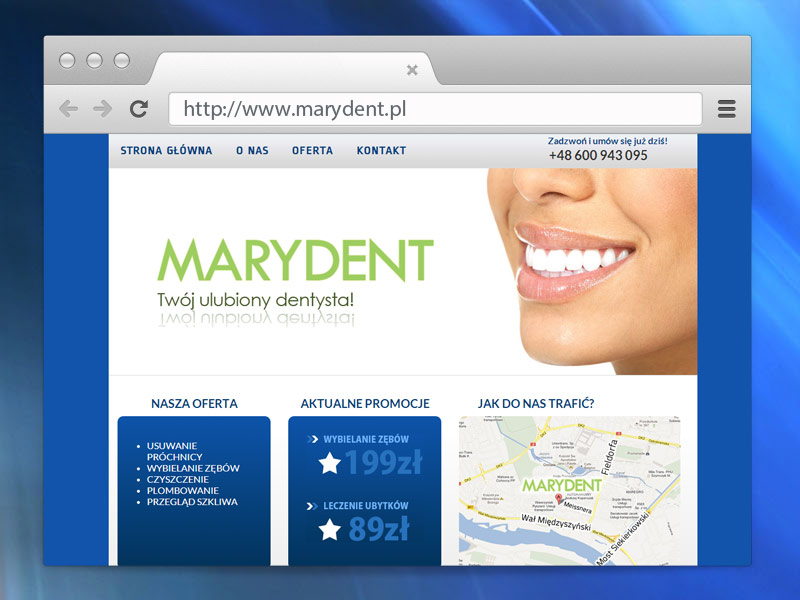 http://www.marydent.pl
STRONA GŁÓWNA O NAS OFERTA KONTAKT
Zadzwoń i umów się już dziś!
+48 600 943 095
MARYDENT
Twój ulubiony dentysta!
NASZA OFERTA
USUWANIE
PRÓCHNICY
WYBIELANIE ZĘBÓW
CZYSZCZENIE
PLOMBOWANIE
PRZEGLĄD SZKLIWA
AKTUALNE PROMOCJE
WYBIELANIE ZĘBÓW
199zł
LECZENIE UBYTKÓW
89zł
JAK DO NAS TRAFIĆ?
Fieldorfa
MARYDENT
Meissnera
Wał Międzyszyński
Most Siekierkowski